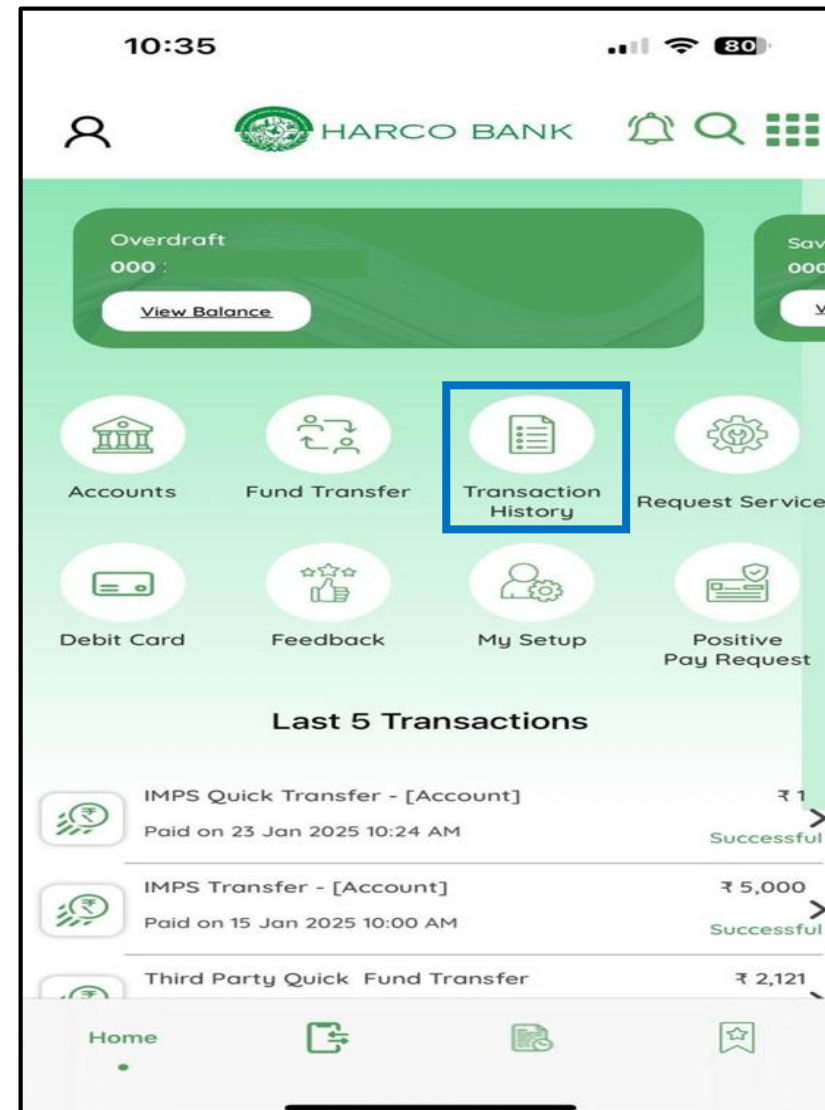 10:35
80
HARCO BANK
Overdraft
000 :
View Balance
Sav
000
V
Accounts
Fund Transfer
Transaction
History
Request Service
Debit Card
Feedback
My Setup
Positive
Pay Request
Last 5 Transactions
IMPS Quick Transfer - [Account]
₹ 1
Paid on 23 Jan 2025 10:24 AM
Successful
IMPS Transfer - [Account]
₹ 5,000
Paid on 15 Jan 2025 10:00 AM
Successful
Third Party Quick Fund Transfer
₹ 2,121
Home